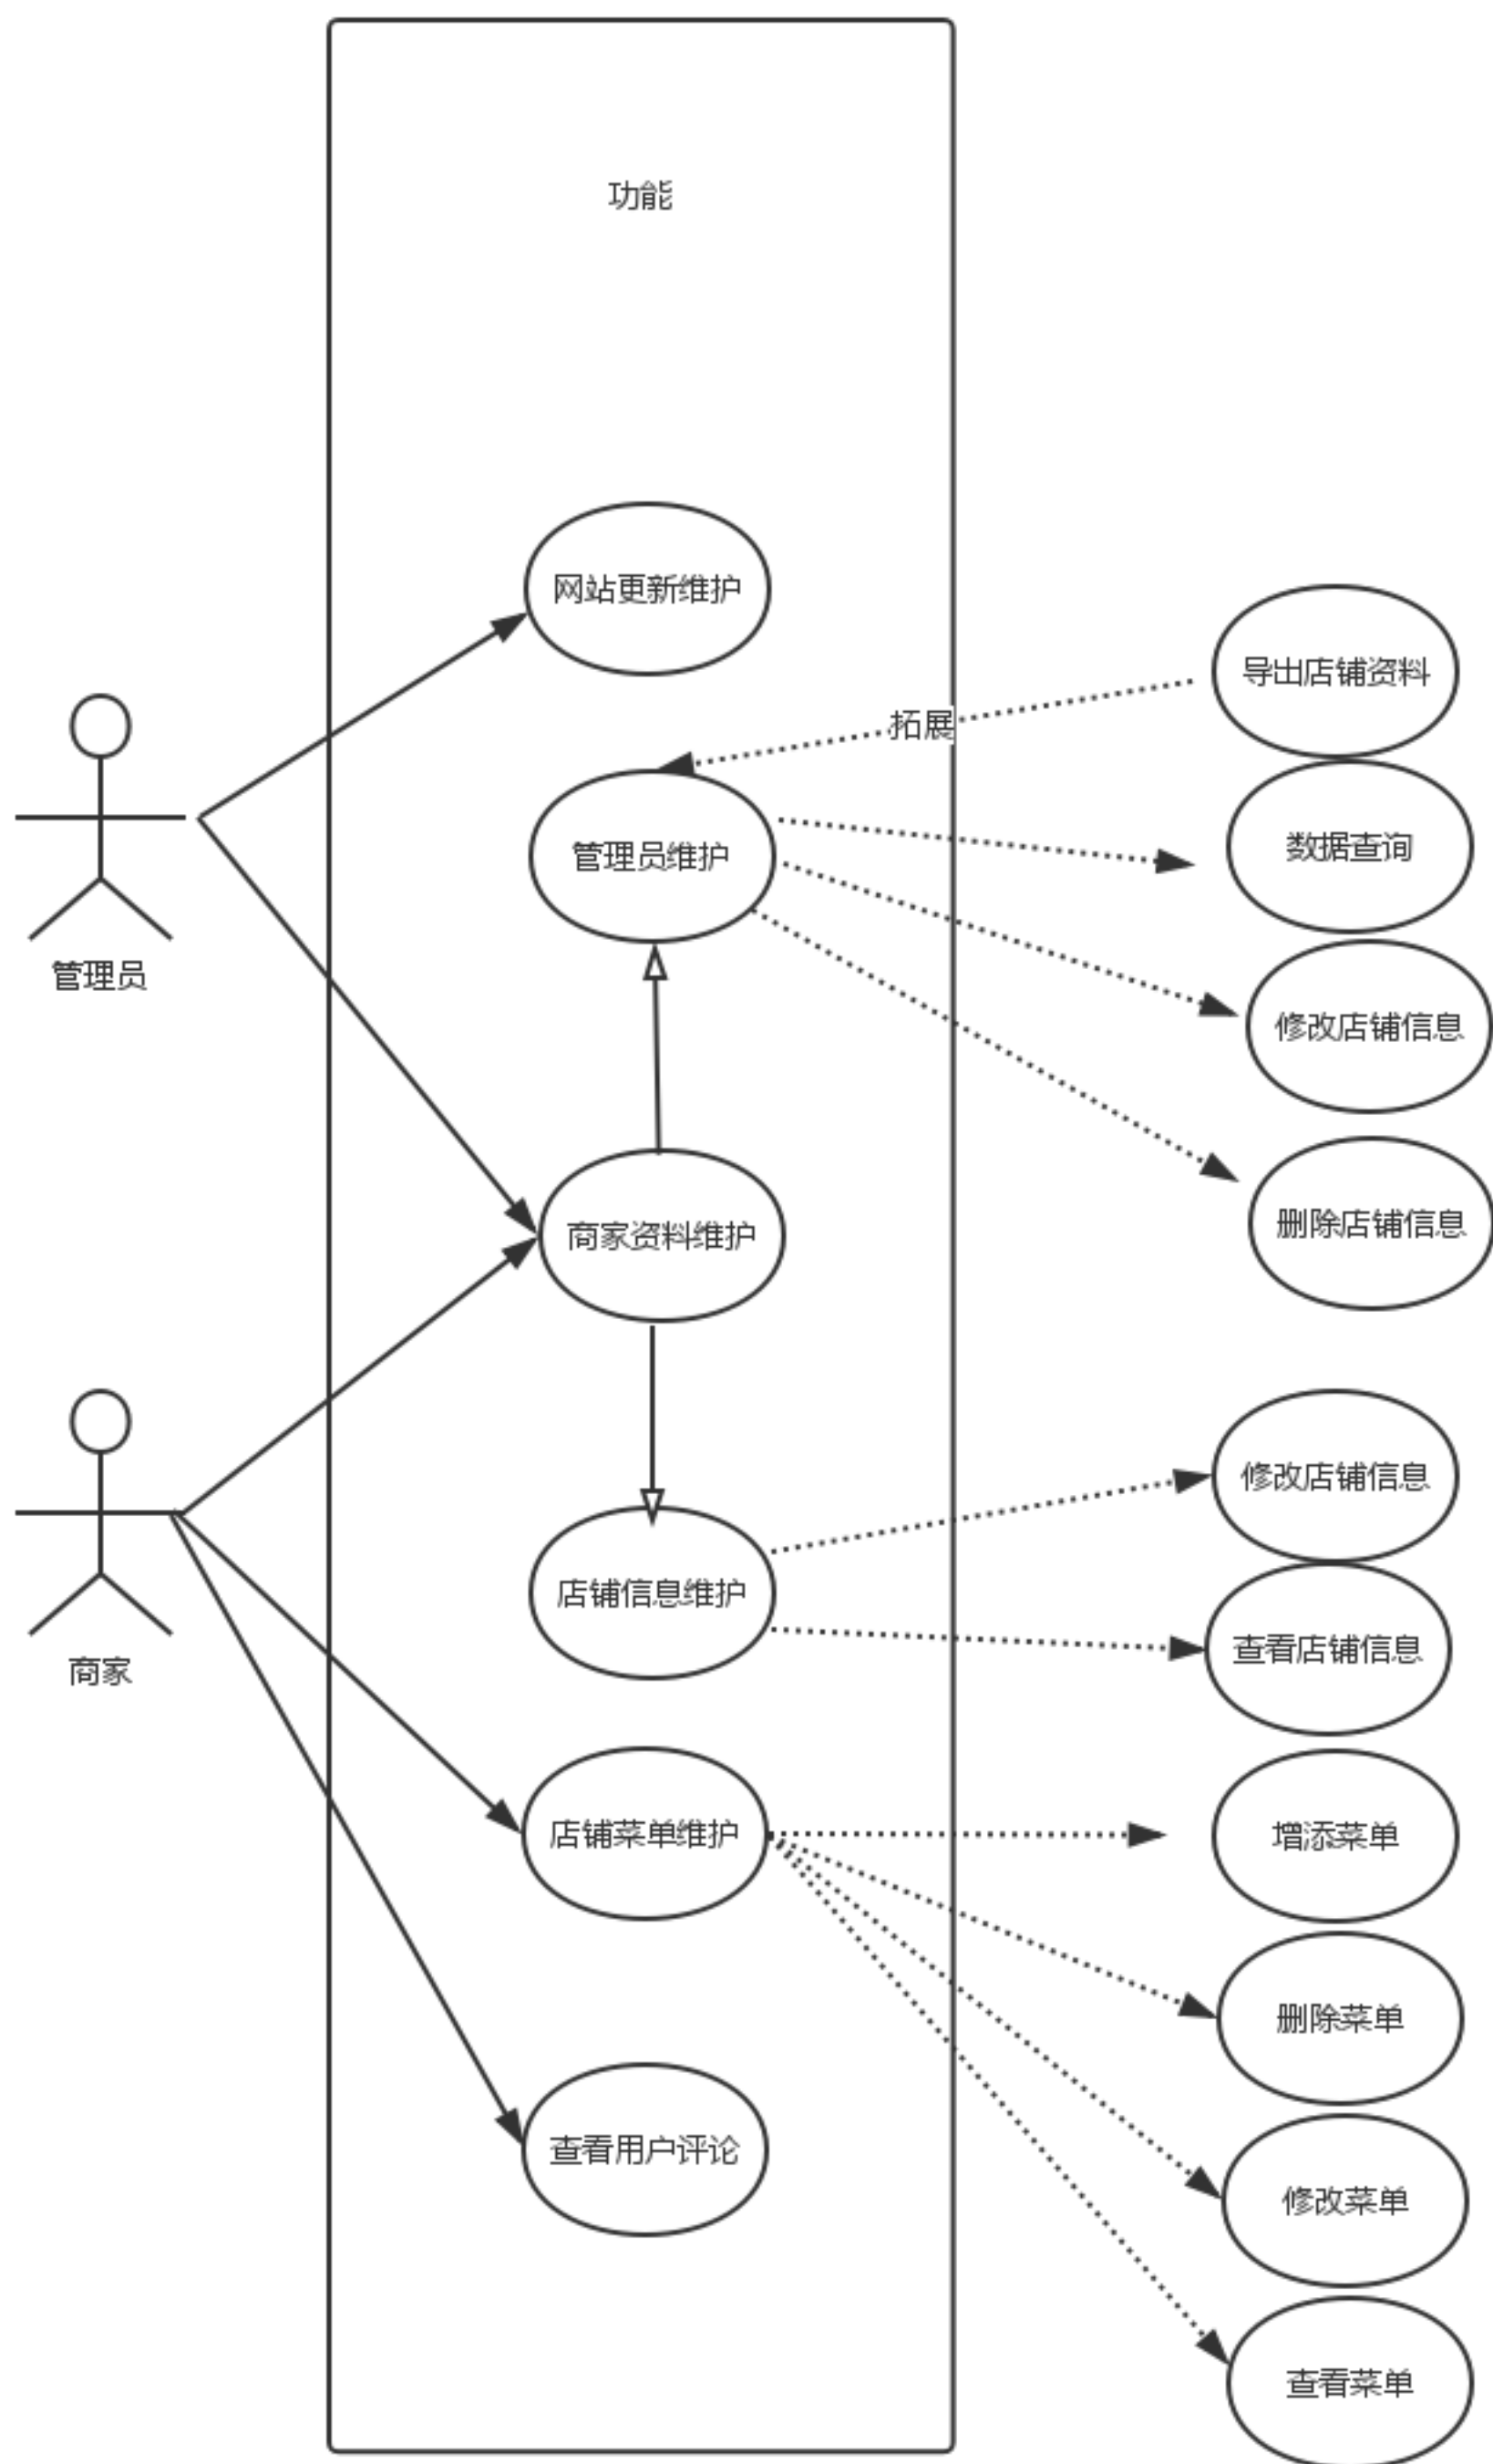 功能
网站更新维护
导出店铺资料
拓展
数据查询
管理员维护
管理员
修改店铺信息
删除店铺信息
商家资料维护
修改店铺信息
店铺信息维护
查看店铺信息
商家
店铺菜单维护
增添菜单
删除菜单
查看用户评论
修改菜单
查看菜单